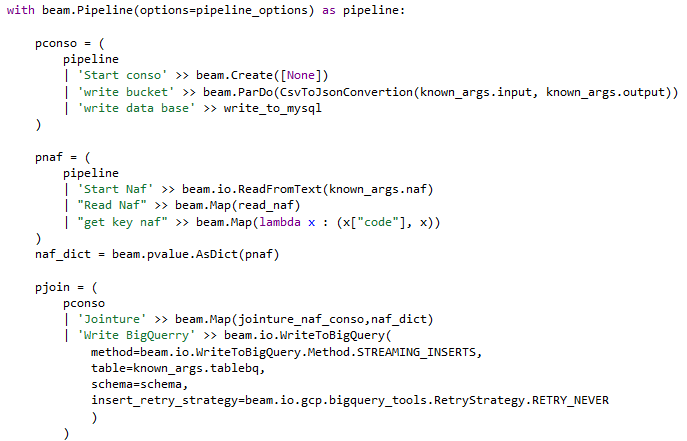 with beam.Pipeline(options=pipeline_options) as pipeline:
pconso = (
pipeline
| 'Start conso' >> beam.Create([None])
| 'write bucket' >> beam.ParDo(CsvToJsonConvertion(known_args.input, known_args.output))
| 'write data base' >> write_to_mysql
)
pnaf = (
pipeline
| 'Start Naf' >> beam.io.ReadFromText(known_args.naf)
| "Read Naf" >> beam.Map(read_naf)
| "get key naf" >> beam.Map(lambda x : (x["code"], x))
)
naf_dict = beam.pvalue.AsDict(pnaf)
pjoin = (
pconso
| 'Jointure' >> beam.Map(jointure_naf_conso,naf_dict)
| 'Write BigQuerry' >> beam.io.WriteToBigQuery(
method=beam.io.WriteToBigQuery.Method.STREAMING_INSERTS,
table=known_args.tablebq,
schema=schema,
insert_retry_strategy=beam.io.gcp.bigquery_tools.RetryStrategy.RETRY_NEVER
)
)